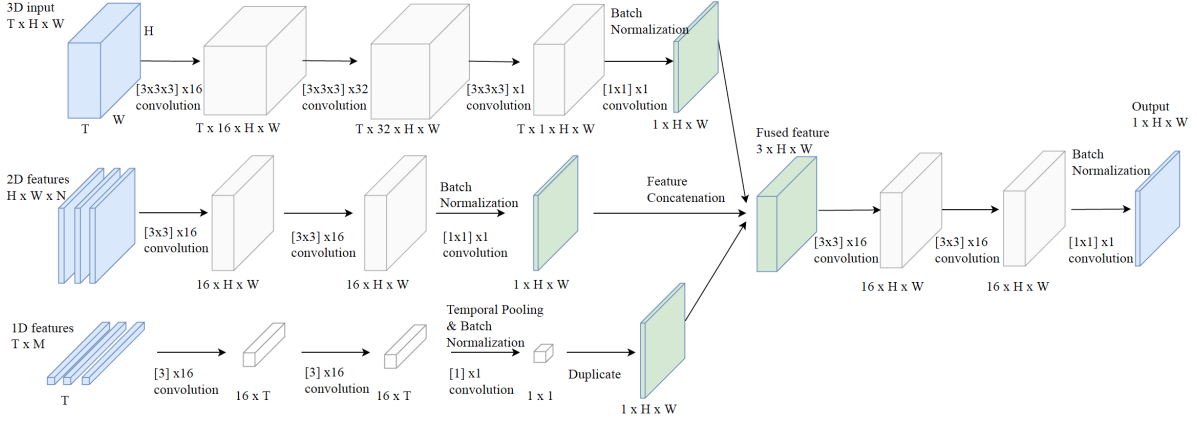 3D input
T x H x W
H
W
T
[3x3x3] x16
convolution
T x 16 x H x W
[3x3x3] x32
convolution
T x 32 x H x W
[3x3x3] x1
convolution
T x 1 x H x W
Batch
Normalization
[1x1] x1
convolution
1 x H x W
2D features
H x W x N
[3x3] x16
convolution
16 x H x W
[3x3] x16
convolution
16 x H x W
Batch
Normalization
[1x1] x1
convolution
1 x H x W
Feature
Concatenation
1D features
T x M
T
[3] x16
convolution
16 x T
[3] x16
convolution
16 x T
Temporal Pooling
& Batch
Normalization
[1] x1
convolution
1 x 1
Duplicate
1 x H x W
Fused feature
3 x H x W
[3x3] x16
convolution
16 x H x W
[3x3] x16
convolution
16 x H x W
Batch
Normalization
[1x1] x1
convolution
Output
1 x H x W